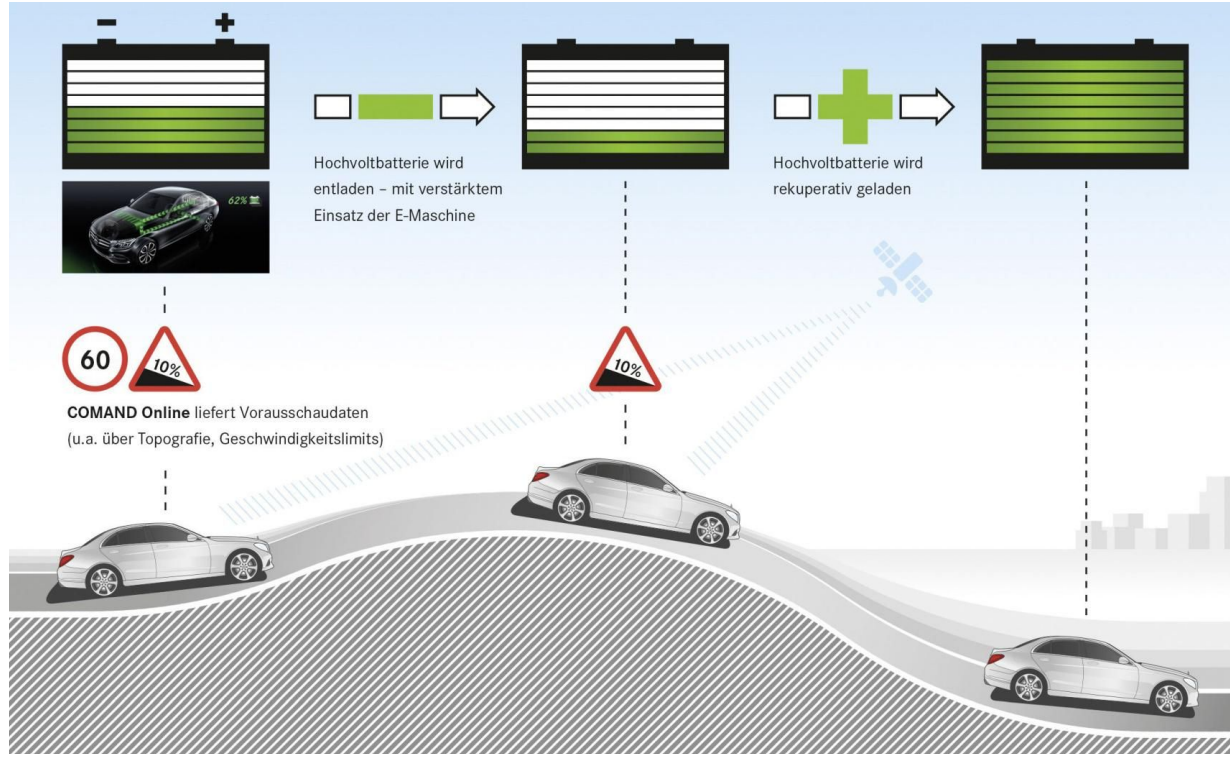 − +
Hochvoltbatterie wird
entladen – mit verstärktem
Einsatz der E-Maschine
Hochvoltbatterie wird
rekuperativ geladen
62%
60
10%
10%
COMAND Online liefert Vorausschaudaten
(u.a. über Topografie, Geschwindigkeitslimits)